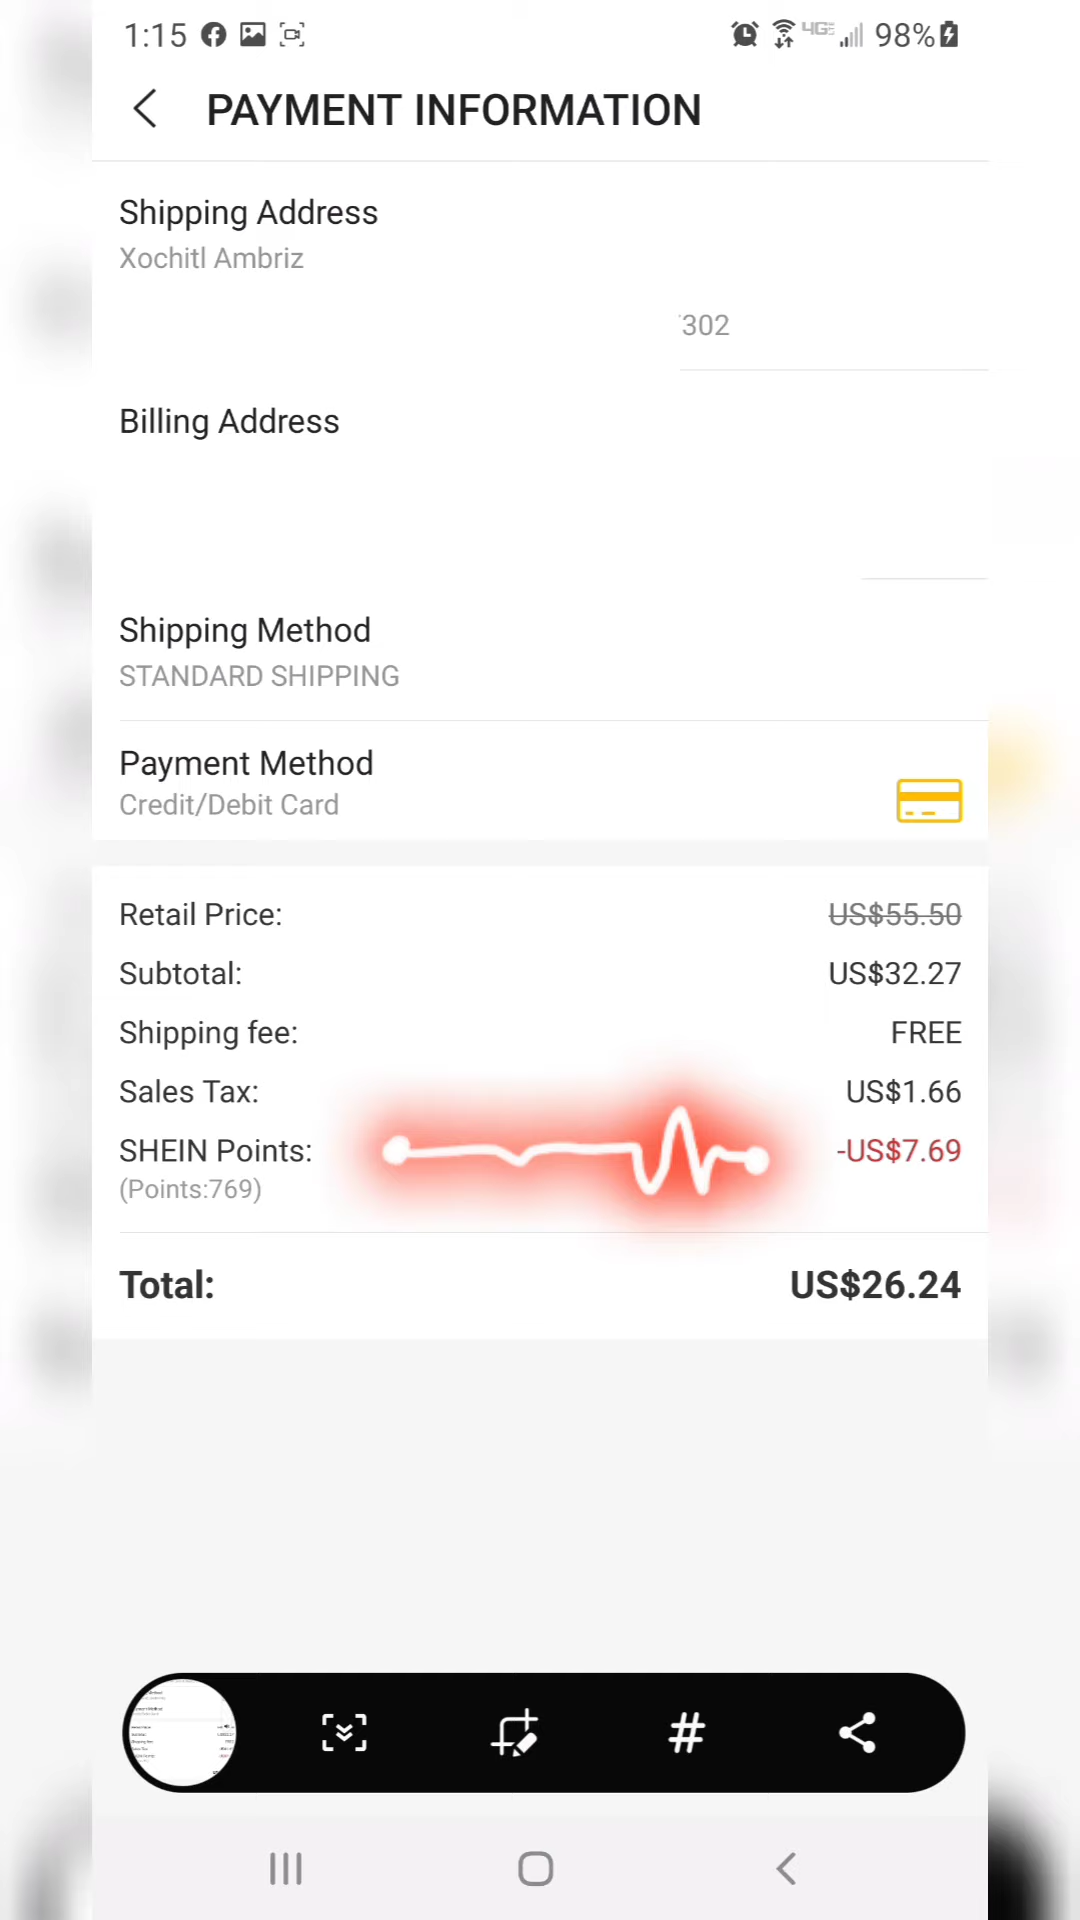 1:15 4G 98%
PAYMENT INFORMATION
Shipping Address
Xochitl Ambriz
302
Billing Address
Shipping Method
STANDARD SHIPPING
Payment Method
Credit/Debit Card
Retail Price: US$55.50
Subtotal: US$32.27
Shipping fee: FREE
Sales Tax: US$1.66
SHEIN Points: -US$7.69
(Points:769)
Total: US$26.24
#